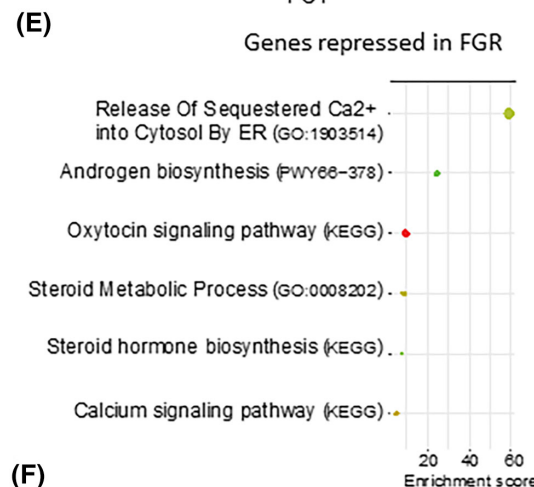 (E)
Genes repressed in FGR
Release Of Sequestered Ca2+
into Cytosol By ER (GO:1903514)
Androgen biosynthesis (PWY66-378)
Oxytocin signaling pathway (KEGG)
Steroid Metabolic Process (GO:0008202)
Steroid hormone biosynthesis (KEGG)
Calcium signaling pathway (KEGG)
20 40 60
Enrichment score
(F)